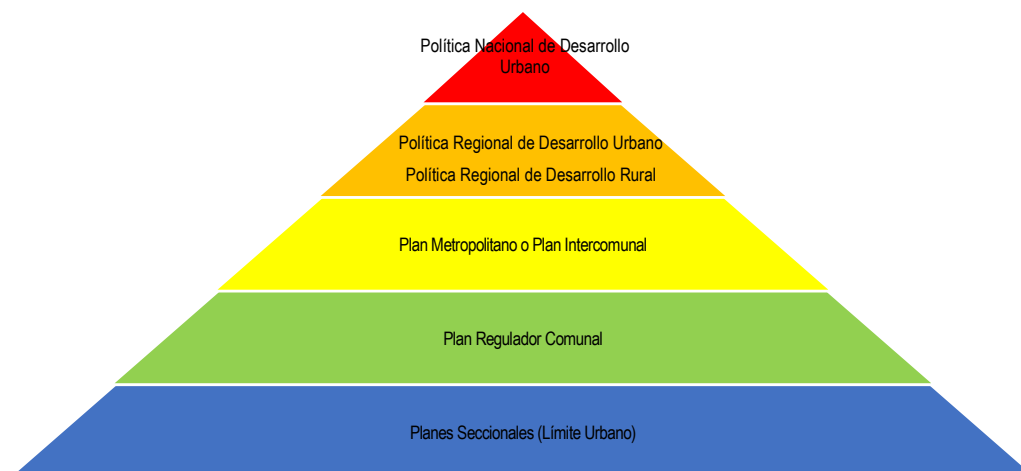 Política Nacional de Desarrollo
Urbano
Política Regional de Desarrollo Urbano
Política Regional de Desarrollo Rural
Plan Metropolitano o Plan Intercomunal
Plan Regulador Comunal
Planes Seccionales (Límite Urbano)